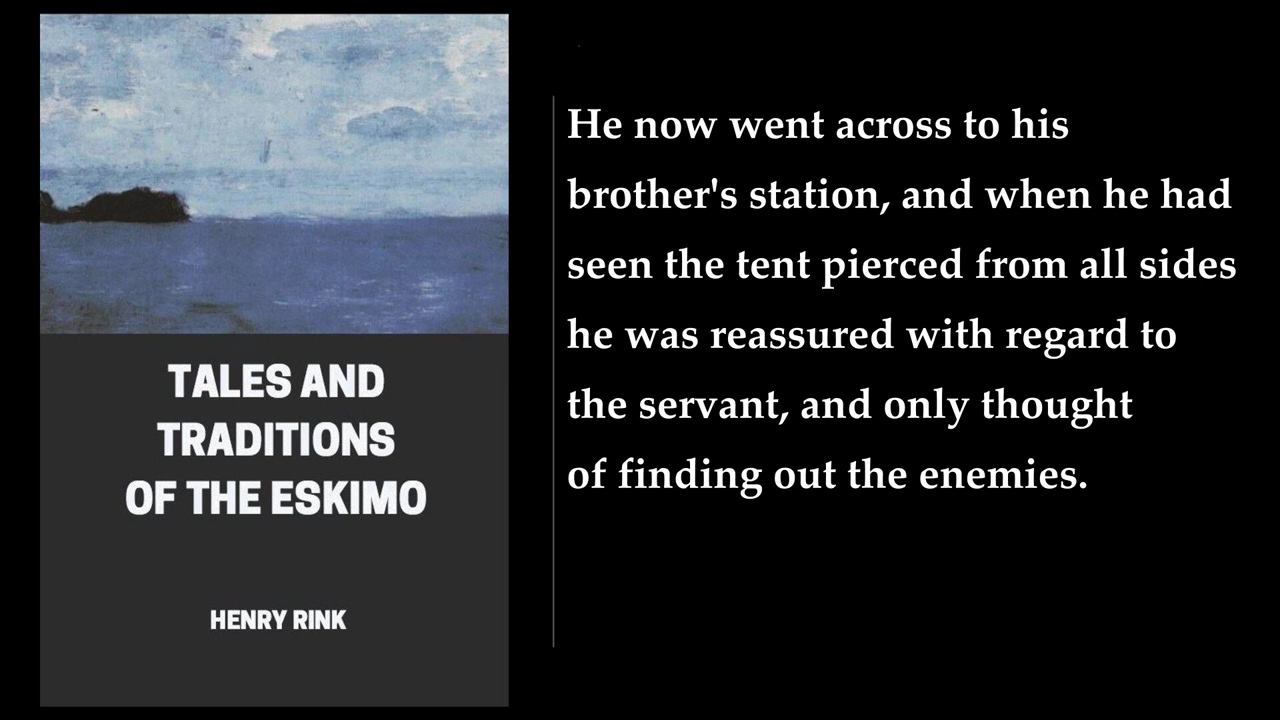 TALES AND
TRADITIONS
OF THE ESKIMO
HENRY RINK
He now went across to his
brother's station, and when he had
seen the tent pierced from all sides
he was reassured with regard to
the servant, and only thought
of finding out the enemies.